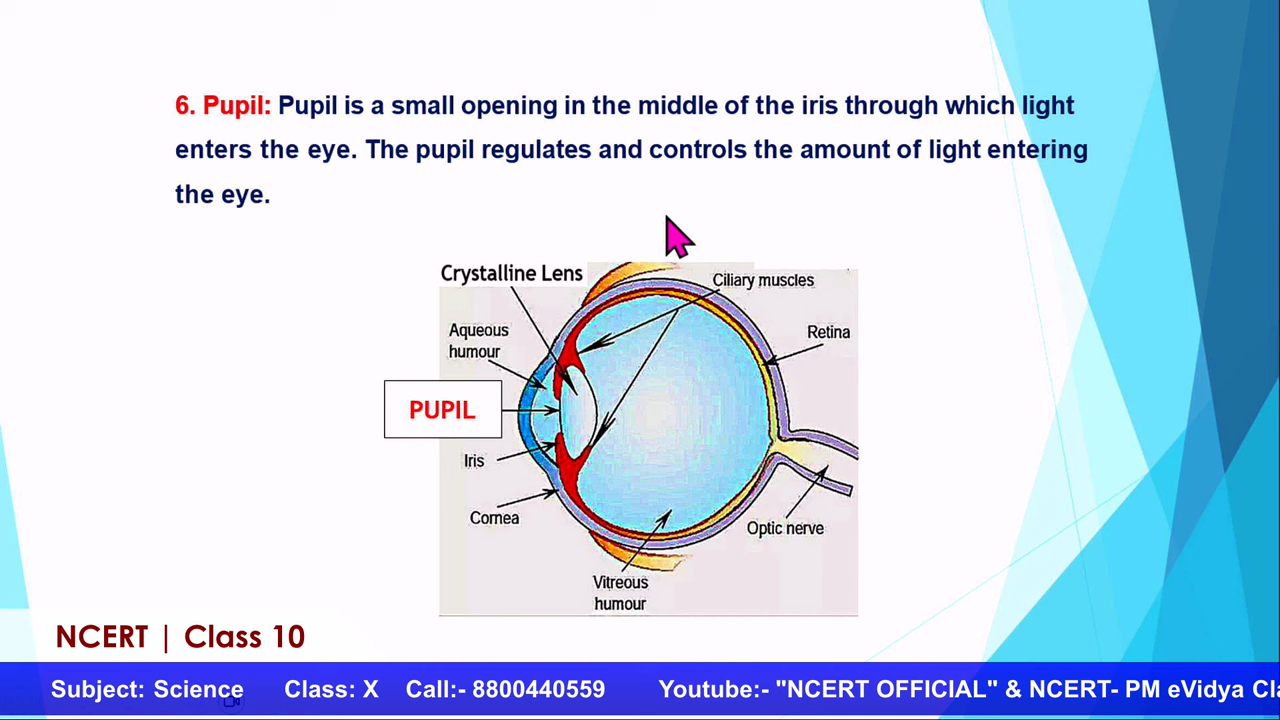 6. Pupil: Pupil is a small opening in the middle of the iris through which light
enters the eye. The pupil regulates and controls the amount of light entering
the eye.
Crystalline Lens
Ciliary muscles
Aqueous
humour
Retina
PUPIL
Iris
Cornea
Optic nerve
Vitreous
humour
NCERT | Class 10
Subject: Science Class: X Call:- 8800440559 Youtube:- "NCERT OFFICIAL" & NCERT- PM eVidya